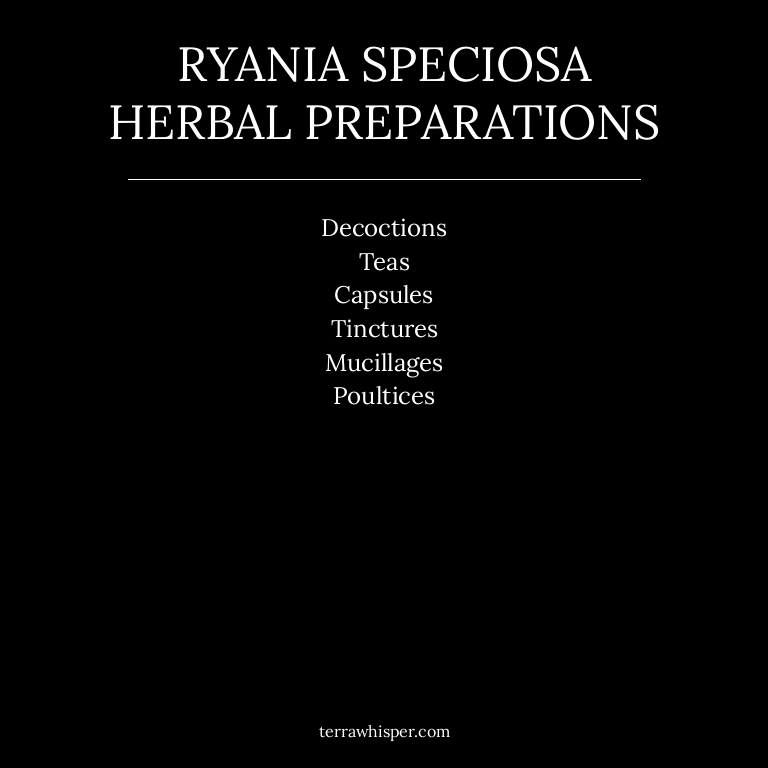 RYANIA SPECIOSA
HERBAL PREPARATIONS
Decoctions
Teas
Capsules
Tinctures
Mucillages
Poultices
terrawhisper.com